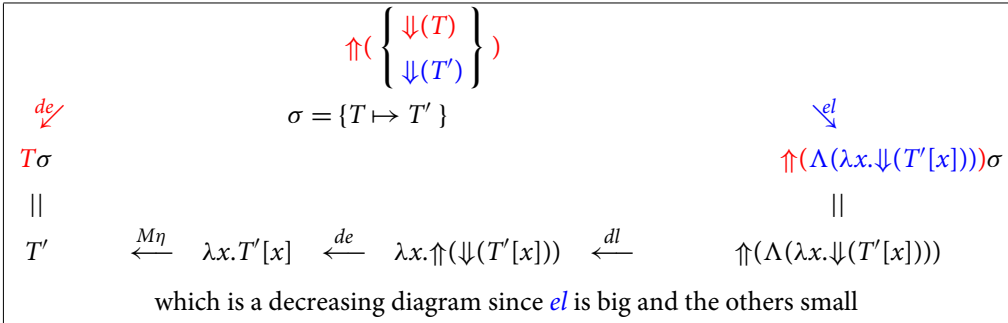 ⇑( { ⇓(T)
⇓(T′) } )
de σ = {T ↦ T′ } el
Tσ ⇑(Λ(λx.⇓(T′[x])))σ
|| ||
T′ ⟵Mη λx.T′[x] ⟵de λx.⇑(⇓(T′[x])) ⟵dl ⇑(Λ(λx.⇓(T′[x])))
which is a decreasing diagram since el is big and the others small